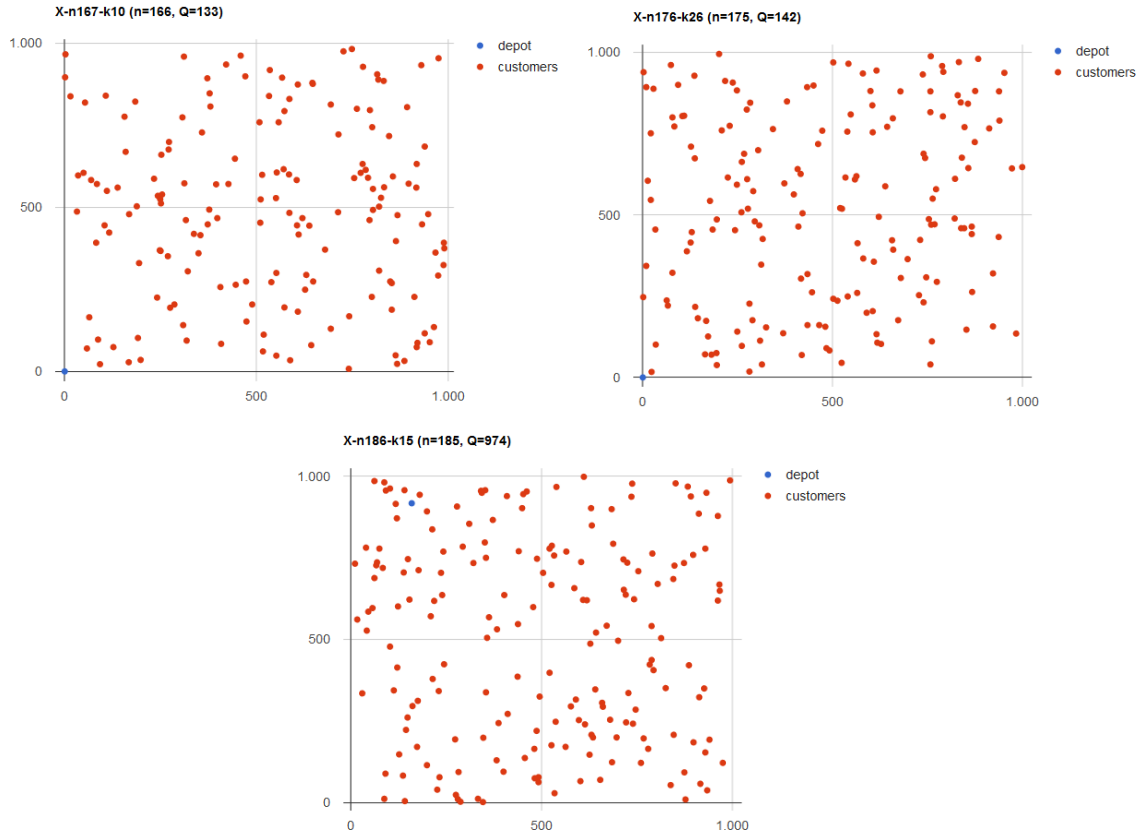 X-n167-k10 (n=166, Q=133)
1.000
500
0
0
500
1.000
depot
customers
X-n176-k26 (n=175, Q=142)
1.000
500
0
0
500
1.000
depot
customers
X-n186-k15 (n=185, Q=974)
1.000
500
0
0
500
1.000
depot
customers